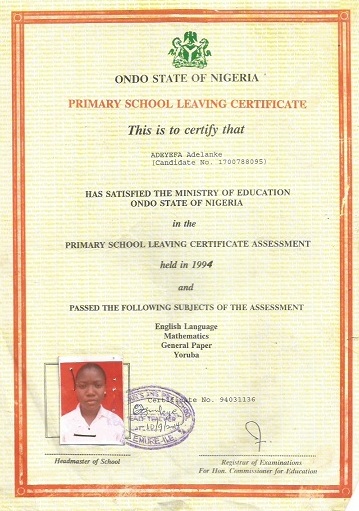 ONDO STATE OF NIGERIA
PRIMARY SCHOOL LEAVING CERTIFICATE
This is to certify that
ADEYEFA Adelanke
(Candidate No. 1700788095)
HAS SATISFIED THE MINISTRY OF EDUCATION
ONDO STATE OF NIGERIA
in the
PRIMARY SCHOOL LEAVING CERTIFICATE ASSESSMENT
held in 1994
and
PASSED THE FOLLOWING SUBJECTS OF THE ASSESSMENT
English Language
Mathematics
General Paper
Yoruba
Certificate No. 94031136
EMURE-ILE
Headmaster of School
Registrar of Examinations
For Hon. Commissioner for Education